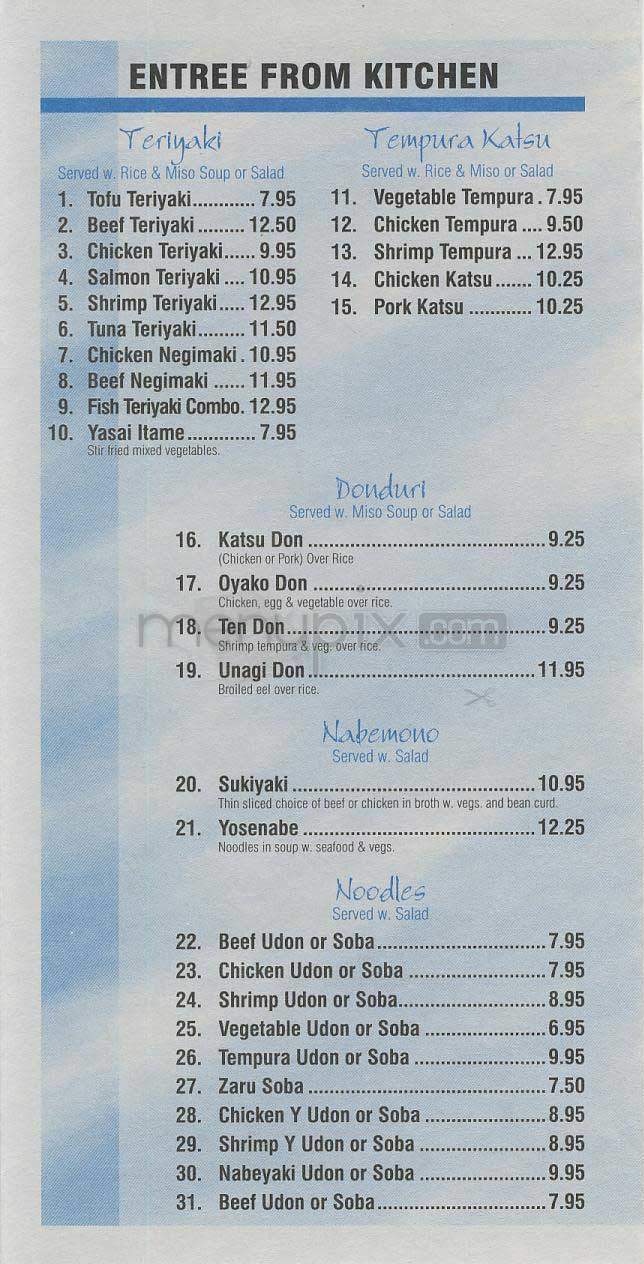 ENTREE FROM KITCHEN
Teriyaki
Served w. Rice & Miso Soup or Salad
1. Tofu Teriyaki............ 7.95
2. Beef Teriyaki ......... 12.50
3. Chicken Teriyaki...... 9.95
4. Salmon Teriyaki .... 10.95
5. Shrimp Teriyaki..... 12.95
6. Tuna Teriyaki......... 11.50
7. Chicken Negimaki . 10.95
8. Beef Negimaki ...... 11.95
9. Fish Teriyaki Combo. 12.95
10. Yasai Itame ............. 7.95
Stir fried mixed vegetables.
Tempura Katsu
Served w. Rice & Miso or Salad
11. Vegetable Tempura . 7.95
12. Chicken Tempura .... 9.50
13. Shrimp Tempura ... 12.95
14. Chicken Katsu ....... 10.25
15. Pork Katsu ............ 10.25
Donduri
Served w. Miso Soup or Salad
16. Katsu Don ............................................. 9.25
(Chicken or Pork) Over Rice
17. Oyako Don ............................................ 9.25
Chicken, egg & vegetable over rice.
18. Ten Don................................................. 9.25
Shrimp tempura & veg. over rice.
menupix.com
19. Unagi Don ........................................... 11.95
Broiled eel over rice.
Nabemono
Served w. Salad
20. Sukiyaki .............................................. 10.95
Thin sliced choice of beef or chicken in broth w. vegs. and bean curd.
21. Yosenabe ............................................ 12.25
Noodles in soup w. seafood & vegs.
Noodles
Served w. Salad
22. Beef Udon or Soba ................................ 7.95
23. Chicken Udon or Soba .......................... 7.95
24. Shrimp Udon or Soba............................ 8.95
25. Vegetable Udon or Soba ....................... 6.95
26. Tempura Udon or Soba ......................... 9.95
27. Zaru Soba ............................................. 7.50
28. Chicken Y Udon or Soba ....................... 8.95
29. Shrimp Y Udon or Soba ........................ 8.95
30. Nabeyaki Udon or Soba ........................ 9.95
31. Beef Udon or Soba................................ 7.95